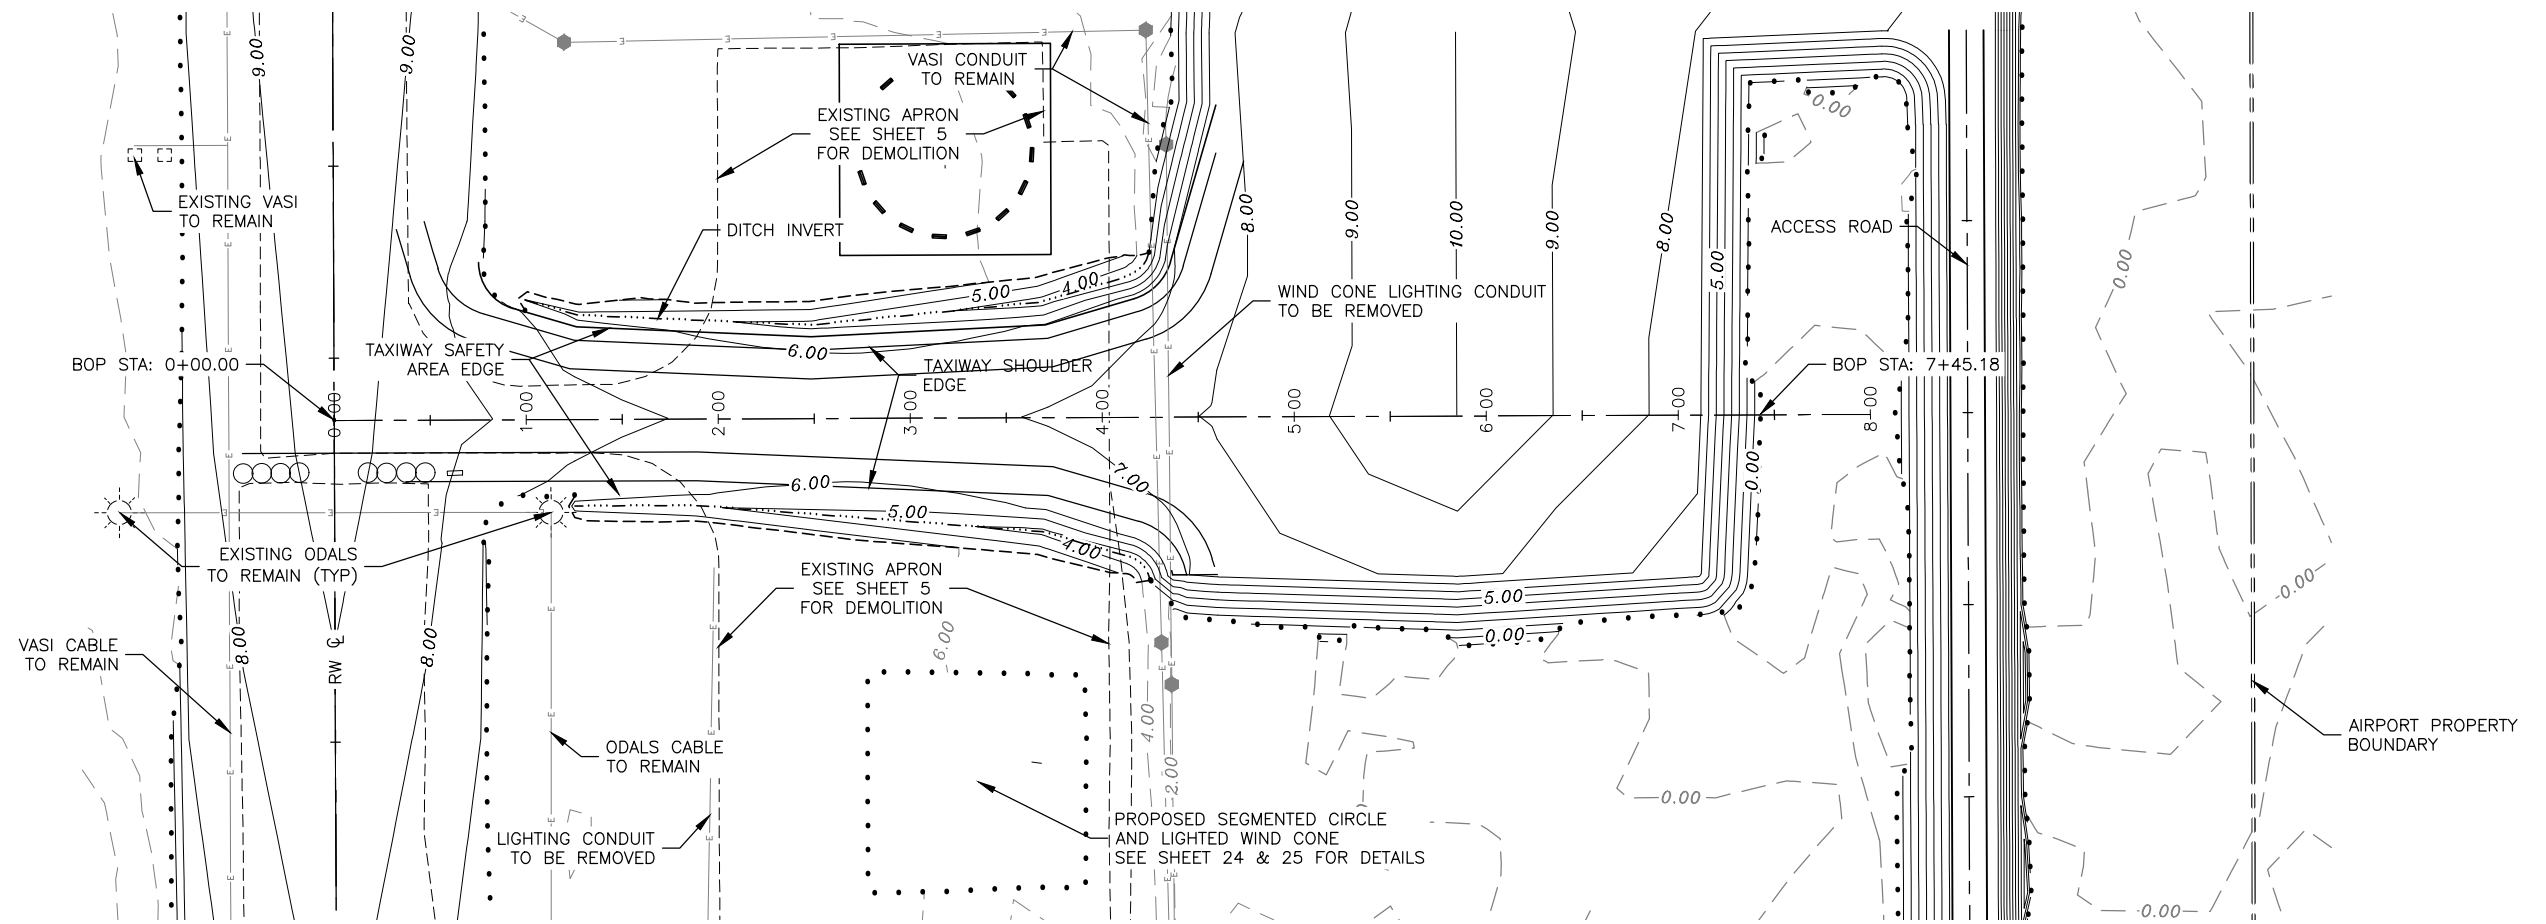 9.00
9.00
VASI CONDUIT
TO REMAIN
EXISTING APRON
SEE SHEET 5
FOR DEMOLITION
0.00
EXISTING VASI
TO REMAIN
DITCH INVERT
8.00
9.00
10.00
9.00
8.00
5.00
ACCESS ROAD
0.00
5.00
4.00
WIND CONE LIGHTING CONDUIT
TO BE REMOVED
TAXIWAY SAFETY
AREA EDGE
6.00
BOP STA: 0+00.00
TAXIWAY SHOULDER
EDGE
BOP STA: 7+45.18
0+00
1+00
2+00
3+00
4+00
5+00
6+00
7+00
8+00
6.00
7.00
0.00
5.00
4.00
EXISTING ODALS
TO REMAIN (TYP)
EXISTING APRON
SEE SHEET 5
FOR DEMOLITION
5.00
0.00
0.00
VASI CABLE
TO REMAIN
8.00
RW CL
8.00
6.00
4.00
2.00
ODALS CABLE
TO REMAIN
AIRPORT PROPERTY
BOUNDARY
0.00
LIGHTING CONDUIT
TO BE REMOVED
PROPOSED SEGMENTED CIRCLE
AND LIGHTED WIND CONE
SEE SHEET 24 & 25 FOR DETAILS
0.00